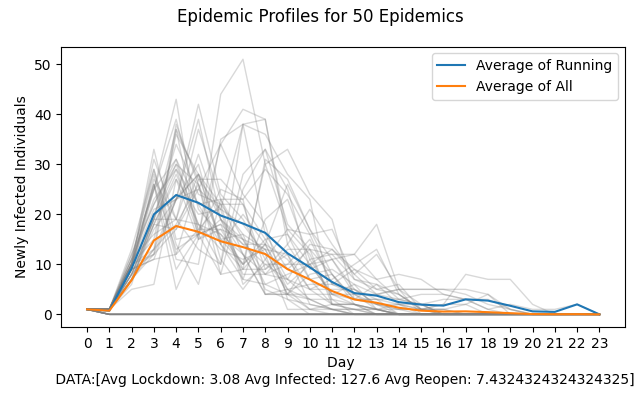 Epidemic Profiles for 50 Epidemics
Newly Infected Individuals
50
40
30
20
10
0
Average of Running
Average of All
0 1 2 3 4 5 6 7 8 9 10 11 12 13 14 15 16 17 18 19 20 21 22 23
Day
DATA:[Avg Lockdown: 3.08 Avg Infected: 127.6 Avg Reopen: 7.4324324324324325]